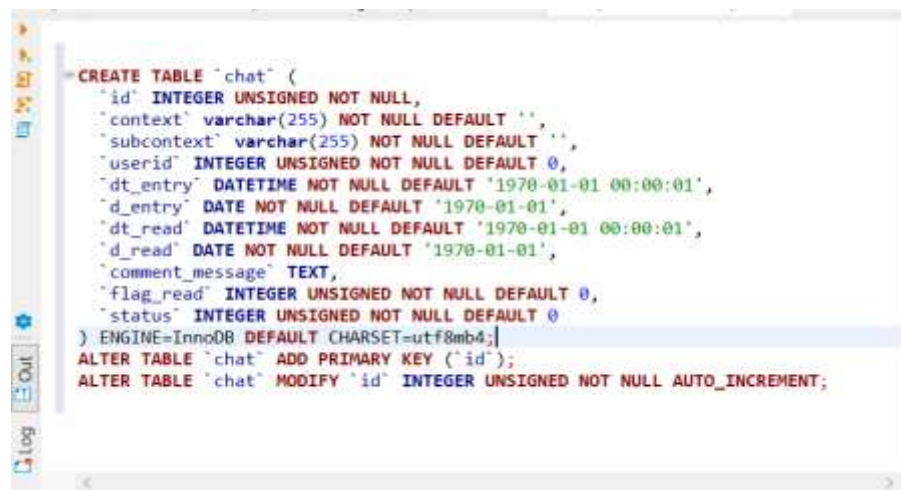 CREATE TABLE `chat` (
`id` INTEGER UNSIGNED NOT NULL,
`context` varchar(255) NOT NULL DEFAULT '',
`subcontext` varchar(255) NOT NULL DEFAULT '',
`userid` INTEGER UNSIGNED NOT NULL DEFAULT 0,
`dt_entry` DATETIME NOT NULL DEFAULT '1970-01-01 00:00:01',
`d_entry` DATE NOT NULL DEFAULT '1970-01-01',
`dt_read` DATETIME NOT NULL DEFAULT '1970-01-01 00:00:01',
`d_read` DATE NOT NULL DEFAULT '1970-01-01',
`comment_message` TEXT,
`flag_read` INTEGER UNSIGNED NOT NULL DEFAULT 0,
`status` INTEGER UNSIGNED NOT NULL DEFAULT 0
) ENGINE=InnoDB DEFAULT CHARSET=utf8mb4;
ALTER TABLE `chat` ADD PRIMARY KEY (`id`);
ALTER TABLE `chat` MODIFY `id` INTEGER UNSIGNED NOT NULL AUTO_INCREMENT;
Out
Log